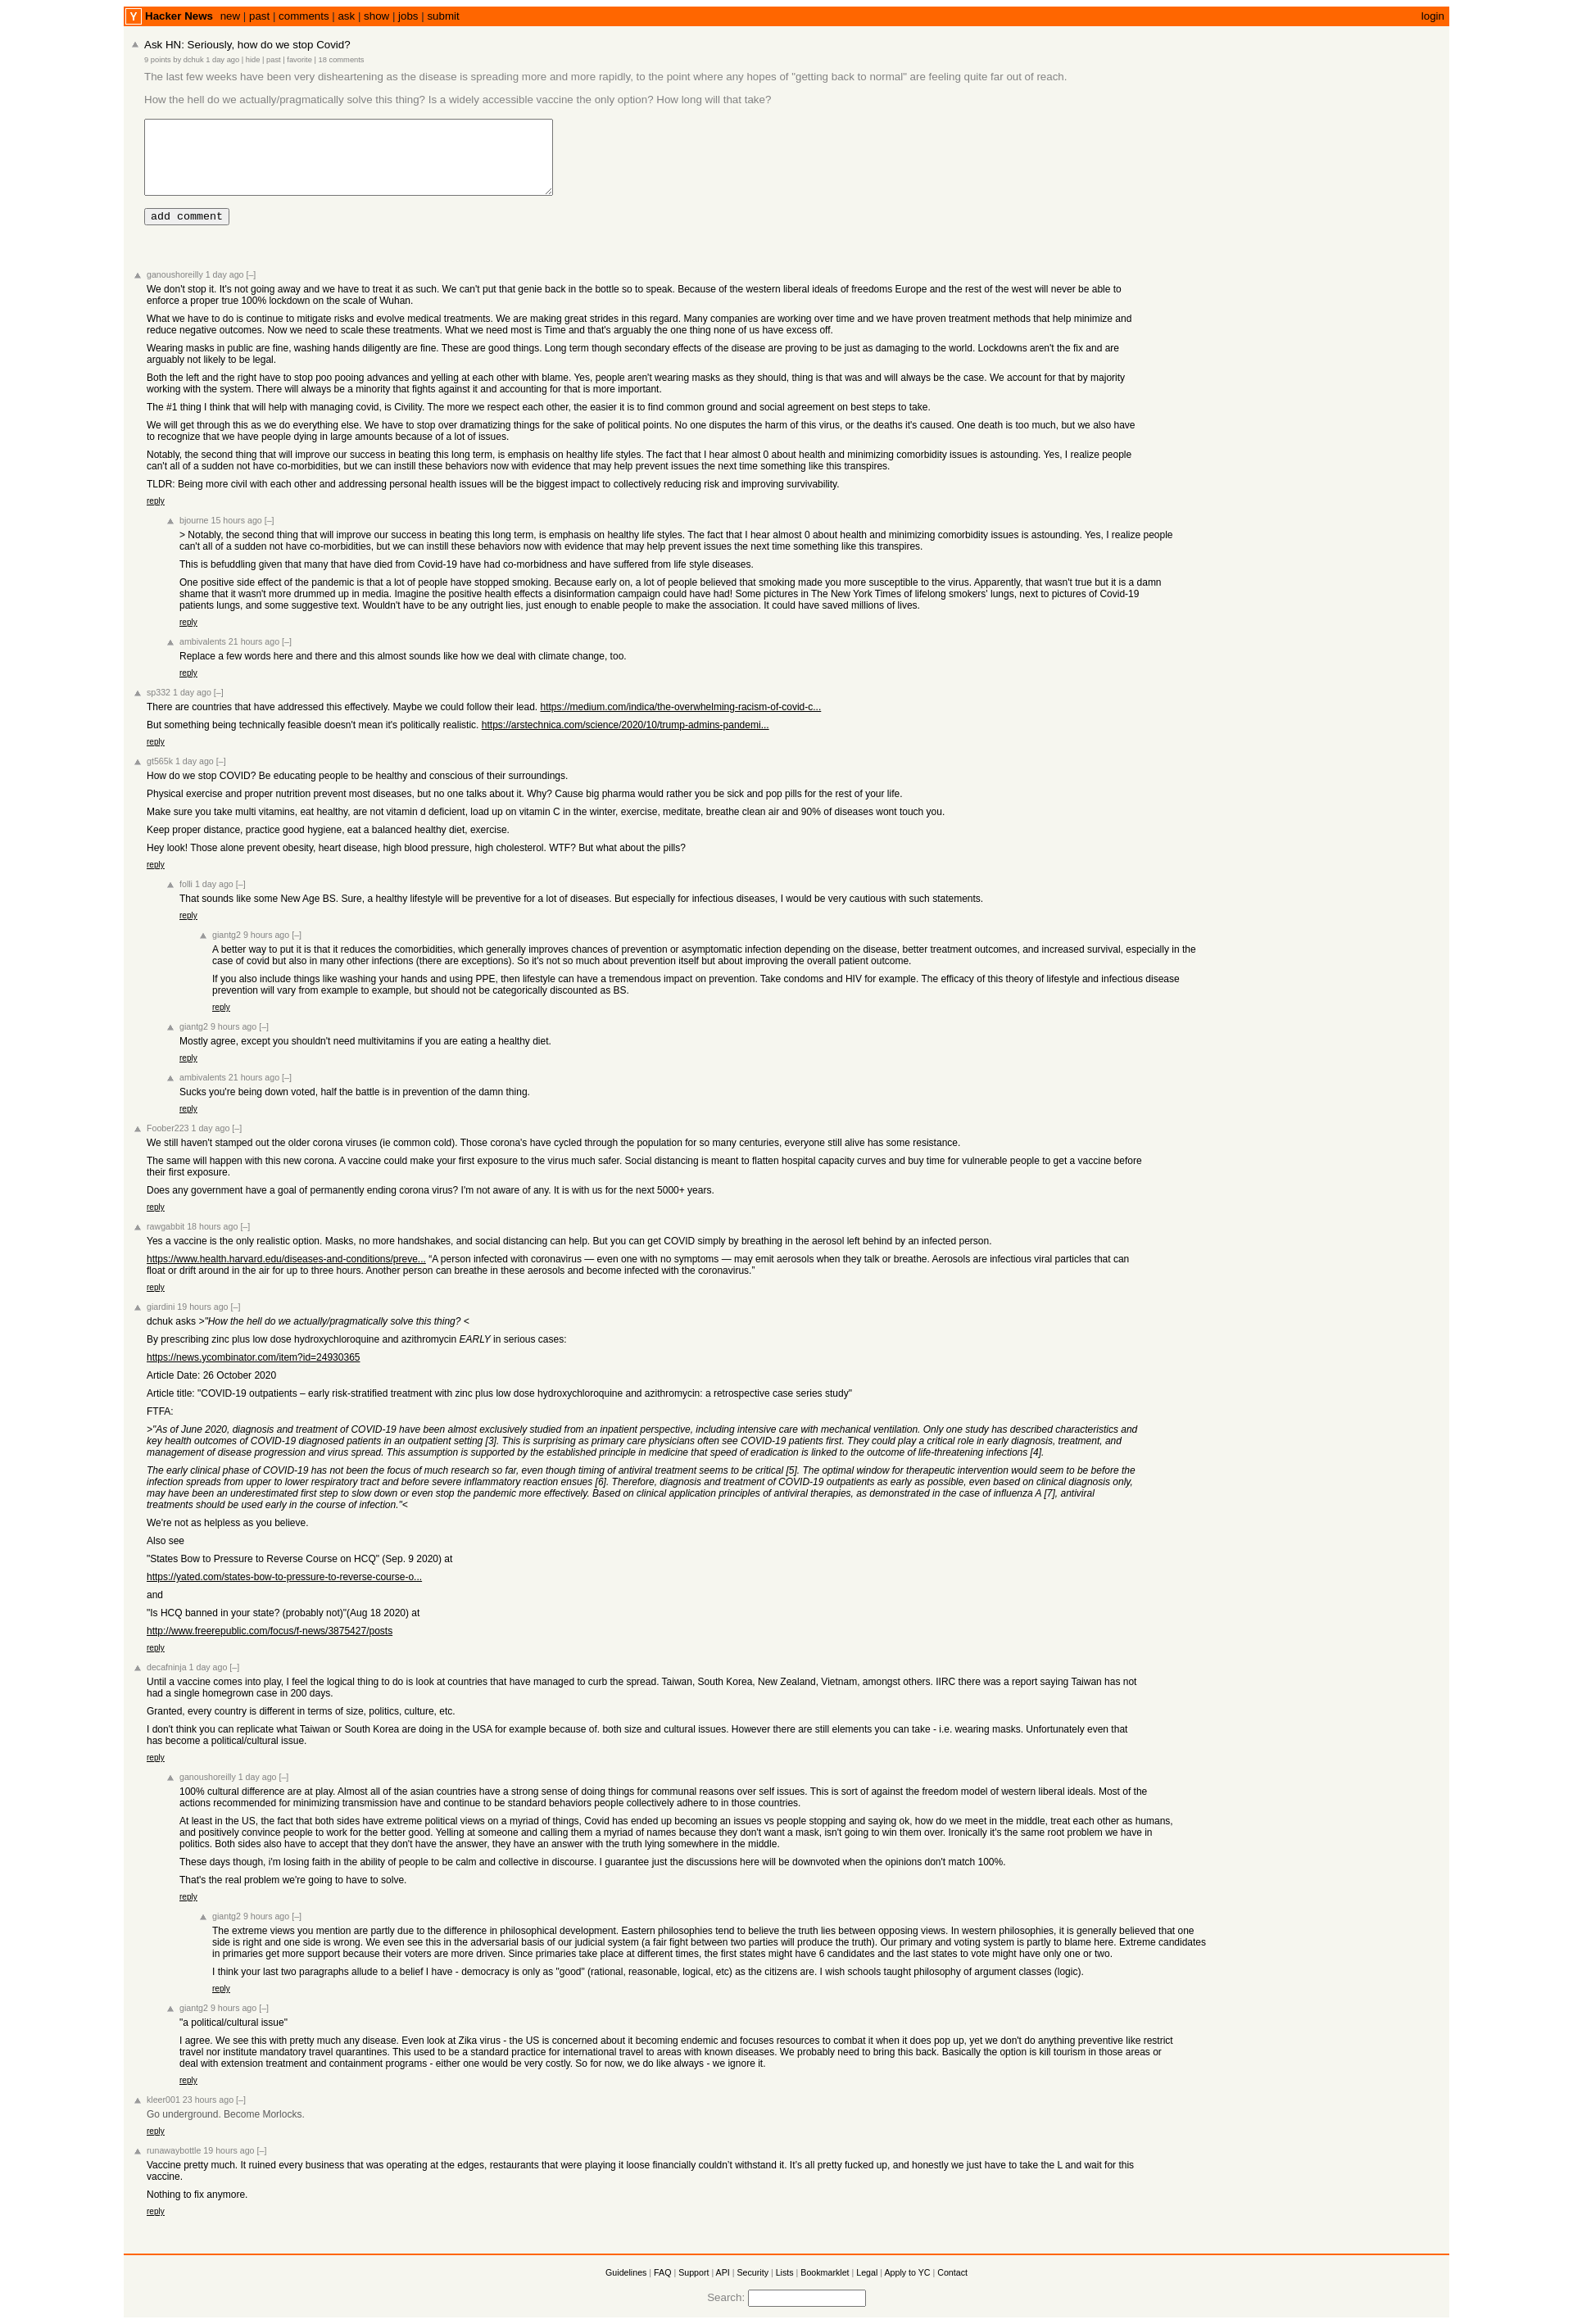 Y Hacker News new | past | comments | ask | show | jobs | submit login
Ask HN: Seriously, how do we stop Covid?
9 points by dchuk 1 day ago | hide | past | favorite | 18 comments
The last few weeks have been very disheartening as the disease is spreading more and more rapidly, to the point where any hopes of "getting back to normal" are feeling quite far out of reach.
How the hell do we actually/pragmatically solve this thing? Is a widely accessible vaccine the only option? How long will that take?
add comment
ganoushoreilly 1 day ago [–]
We don't stop it. It's not going away and we have to treat it as such. We can't put that genie back in the bottle so to speak. Because of the western liberal ideals of freedoms Europe and the rest of the west will never be able to
enforce a proper true 100% lockdown on the scale of Wuhan.
What we have to do is continue to mitigate risks and evolve medical treatments. We are making great strides in this regard. Many companies are working over time and we have proven treatment methods that help minimize and
reduce negative outcomes. Now we need to scale these treatments. What we need most is Time and that's arguably the one thing none of us have excess off.
Wearing masks in public are fine, washing hands diligently are fine. These are good things. Long term though secondary effects of the disease are proving to be just as damaging to the world. Lockdowns aren't the fix and are
arguably not likely to be legal.
Both the left and the right have to stop poo pooing advances and yelling at each other with blame. Yes, people aren't wearing masks as they should, thing is that was and will always be the case. We account for that by majority
working with the system. There will always be a minority that fights against it and accounting for that is more important.
The #1 thing I think that will help with managing covid, is Civility. The more we respect each other, the easier it is to find common ground and social agreement on best steps to take.
We will get through this as we do everything else. We have to stop over dramatizing things for the sake of political points. No one disputes the harm of this virus, or the deaths it's caused. One death is too much, but we also have
to recognize that we have people dying in large amounts because of a lot of issues.
Notably, the second thing that will improve our success in beating this long term, is emphasis on healthy life styles. The fact that I hear almost 0 about health and minimizing comorbidity issues is astounding. Yes, I realize people
can't all of a sudden not have co-morbidities, but we can instill these behaviors now with evidence that may help prevent issues the next time something like this transpires.
TLDR: Being more civil with each other and addressing personal health issues will be the biggest impact to collectively reducing risk and improving survivability.
reply
bjourne 15 hours ago [–]
> Notably, the second thing that will improve our success in beating this long term, is emphasis on healthy life styles. The fact that I hear almost 0 about health and minimizing comorbidity issues is astounding. Yes, I realize people
can't all of a sudden not have co-morbidities, but we can instill these behaviors now with evidence that may help prevent issues the next time something like this transpires.
This is befuddling given that many that have died from Covid-19 have had co-morbidness and have suffered from life style diseases.
One positive side effect of the pandemic is that a lot of people have stopped smoking. Because early on, a lot of people believed that smoking made you more susceptible to the virus. Apparently, that wasn't true but it is a damn
shame that it wasn't more drummed up in media. Imagine the positive health effects a disinformation campaign could have had! Some pictures in The New York Times of lifelong smokers' lungs, next to pictures of Covid-19
patients lungs, and some suggestive text. Wouldn't have to be any outright lies, just enough to enable people to make the association. It could have saved millions of lives.
reply
ambivalents 21 hours ago [–]
Replace a few words here and there and this almost sounds like how we deal with climate change, too.
reply
sp332 1 day ago [–]
There are countries that have addressed this effectively. Maybe we could follow their lead. https://medium.com/indica/the-overwhelming-racism-of-covid-c...
But something being technically feasible doesn't mean it's politically realistic. https://arstechnica.com/science/2020/10/trump-admins-pandemi...
reply
gt565k 1 day ago [–]
How do we stop COVID? Be educating people to be healthy and conscious of their surroundings.
Physical exercise and proper nutrition prevent most diseases, but no one talks about it. Why? Cause big pharma would rather you be sick and pop pills for the rest of your life.
Make sure you take multi vitamins, eat healthy, are not vitamin d deficient, load up on vitamin C in the winter, exercise, meditate, breathe clean air and 90% of diseases wont touch you.
Keep proper distance, practice good hygiene, eat a balanced healthy diet, exercise.
Hey look! Those alone prevent obesity, heart disease, high blood pressure, high cholesterol. WTF? But what about the pills?
reply
folli 1 day ago [–]
That sounds like some New Age BS. Sure, a healthy lifestyle will be preventive for a lot of diseases. But especially for infectious diseases, I would be very cautious with such statements.
reply
giantg2 9 hours ago [–]
A better way to put it is that it reduces the comorbidities, which generally improves chances of prevention or asymptomatic infection depending on the disease, better treatment outcomes, and increased survival, especially in the
case of covid but also in many other infections (there are exceptions). So it's not so much about prevention itself but about improving the overall patient outcome.
If you also include things like washing your hands and using PPE, then lifestyle can have a tremendous impact on prevention. Take condoms and HIV for example. The efficacy of this theory of lifestyle and infectious disease
prevention will vary from example to example, but should not be categorically discounted as BS.
reply
giantg2 9 hours ago [–]
Mostly agree, except you shouldn't need multivitamins if you are eating a healthy diet.
reply
ambivalents 21 hours ago [–]
Sucks you're being down voted, half the battle is in prevention of the damn thing.
reply
Foober223 1 day ago [–]
We still haven't stamped out the older corona viruses (ie common cold). Those corona's have cycled through the population for so many centuries, everyone still alive has some resistance.
The same will happen with this new corona. A vaccine could make your first exposure to the virus much safer. Social distancing is meant to flatten hospital capacity curves and buy time for vulnerable people to get a vaccine before
their first exposure.
Does any government have a goal of permanently ending corona virus? I'm not aware of any. It is with us for the next 5000+ years.
reply
rawgabbit 18 hours ago [–]
Yes a vaccine is the only realistic option. Masks, no more handshakes, and social distancing can help. But you can get COVID simply by breathing in the aerosol left behind by an infected person.
https://www.health.harvard.edu/diseases-and-conditions/preve... “A person infected with coronavirus — even one with no symptoms — may emit aerosols when they talk or breathe. Aerosols are infectious viral particles that can
float or drift around in the air for up to three hours. Another person can breathe in these aerosols and become infected with the coronavirus.”
reply
giardini 19 hours ago [–]
dchuk asks >"How the hell do we actually/pragmatically solve this thing? <
By prescribing zinc plus low dose hydroxychloroquine and azithromycin EARLY in serious cases:
https://news.ycombinator.com/item?id=24930365
Article Date: 26 October 2020
Article title: "COVID-19 outpatients – early risk-stratified treatment with zinc plus low dose hydroxychloroquine and azithromycin: a retrospective case series study"
FTFA:
>"As of June 2020, diagnosis and treatment of COVID-19 have been almost exclusively studied from an inpatient perspective, including intensive care with mechanical ventilation. Only one study has described characteristics and
key health outcomes of COVID-19 diagnosed patients in an outpatient setting [3]. This is surprising as primary care physicians often see COVID-19 patients first. They could play a critical role in early diagnosis, treatment, and
management of disease progression and virus spread. This assumption is supported by the established principle in medicine that speed of eradication is linked to the outcome of life-threatening infections [4].
The early clinical phase of COVID-19 has not been the focus of much research so far, even though timing of antiviral treatment seems to be critical [5]. The optimal window for therapeutic intervention would seem to be before the
infection spreads from upper to lower respiratory tract and before severe inflammatory reaction ensues [6]. Therefore, diagnosis and treatment of COVID-19 outpatients as early as possible, even based on clinical diagnosis only,
may have been an underestimated first step to slow down or even stop the pandemic more effectively. Based on clinical application principles of antiviral therapies, as demonstrated in the case of influenza A [7], antiviral
treatments should be used early in the course of infection."<
We're not as helpless as you believe.
Also see
"States Bow to Pressure to Reverse Course on HCQ" (Sep. 9 2020) at
https://yated.com/states-bow-to-pressure-to-reverse-course-o...
and
"Is HCQ banned in your state? (probably not)"(Aug 18 2020) at
http://www.freerepublic.com/focus/f-news/3875427/posts
reply
decafninja 1 day ago [–]
Until a vaccine comes into play, I feel the logical thing to do is look at countries that have managed to curb the spread. Taiwan, South Korea, New Zealand, Vietnam, amongst others. IIRC there was a report saying Taiwan has not
had a single homegrown case in 200 days.
Granted, every country is different in terms of size, politics, culture, etc.
I don't think you can replicate what Taiwan or South Korea are doing in the USA for example because of. both size and cultural issues. However there are still elements you can take - i.e. wearing masks. Unfortunately even that
has become a political/cultural issue.
reply
ganoushoreilly 1 day ago [–]
100% cultural difference are at play. Almost all of the asian countries have a strong sense of doing things for communal reasons over self issues. This is sort of against the freedom model of western liberal ideals. Most of the
actions recommended for minimizing transmission have and continue to be standard behaviors people collectively adhere to in those countries.
At least in the US, the fact that both sides have extreme political views on a myriad of things, Covid has ended up becoming an issues vs people stopping and saying ok, how do we meet in the middle, treat each other as humans,
and positively convince people to work for the better good. Yelling at someone and calling them a myriad of names because they don't want a mask, isn't going to win them over. Ironically it's the same root problem we have in
politics. Both sides also have to accept that they don't have the answer, they have an answer with the truth lying somewhere in the middle.
These days though, i'm losing faith in the ability of people to be calm and collective in discourse. I guarantee just the discussions here will be downvoted when the opinions don't match 100%.
That's the real problem we're going to have to solve.
reply
giantg2 9 hours ago [–]
The extreme views you mention are partly due to the difference in philosophical development. Eastern philosophies tend to believe the truth lies between opposing views. In western philosophies, it is generally believed that one
side is right and one side is wrong. We even see this in the adversarial basis of our judicial system (a fair fight between two parties will produce the truth). Our primary and voting system is partly to blame here. Extreme candidates
in primaries get more support because their voters are more driven. Since primaries take place at different times, the first states might have 6 candidates and the last states to vote might have only one or two.
I think your last two paragraphs allude to a belief I have - democracy is only as "good" (rational, reasonable, logical, etc) as the citizens are. I wish schools taught philosophy of argument classes (logic).
reply
giantg2 9 hours ago [–]
"a political/cultural issue"
I agree. We see this with pretty much any disease. Even look at Zika virus - the US is concerned about it becoming endemic and focuses resources to combat it when it does pop up, yet we don't do anything preventive like restrict
travel nor institute mandatory travel quarantines. This used to be a standard practice for international travel to areas with known diseases. We probably need to bring this back. Basically the option is kill tourism in those areas or
deal with extension treatment and containment programs - either one would be very costly. So for now, we do like always - we ignore it.
reply
kleer001 23 hours ago [–]
Go underground. Become Morlocks.
reply
runawaybottle 19 hours ago [–]
Vaccine pretty much. It ruined every business that was operating at the edges, restaurants that were playing it loose financially couldn’t withstand it. It’s all pretty fucked up, and honestly we just have to take the L and wait for this
vaccine.
Nothing to fix anymore.
reply
Guidelines | FAQ | Support | API | Security | Lists | Bookmarklet | Legal | Apply to YC | Contact
Search: